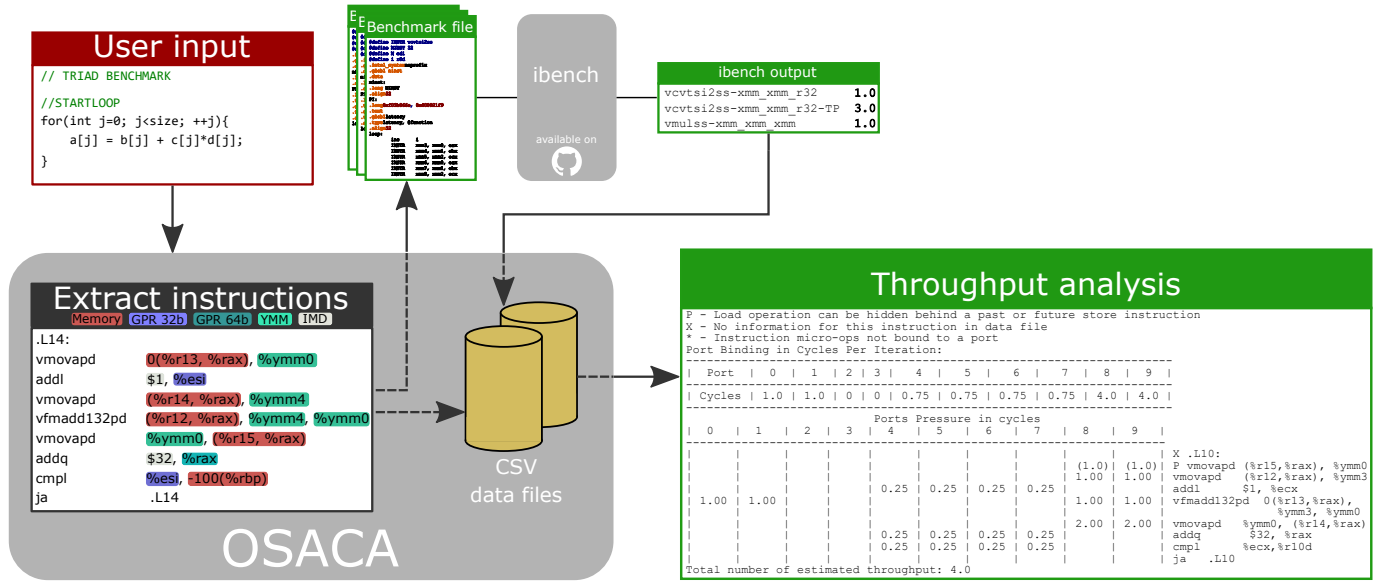 User input
// TRIAD BENCHMARK
//STARTLOOP
for(int j=0; j<size; ++j){
a[j] = b[j] + c[j]*d[j];
}
Benchmark file
ibench
available on
ibench output
vcvtsi2ss-xmm_xmm_r32 1.0
vcvtsi2ss-xmm_xmm_r32-TP 3.0
vmulss-xmm_xmm_xmm 1.0
Extract instructions
Memory GPR 32b GPR 64b YMM IMD
.L14:
vmovapd 0(%r13, %rax), %ymm0
addl $1, %esi
vmovapd (%r14, %rax), %ymm4
vfmadd132pd (%r12, %rax), %ymm4, %ymm0
vmovapd %ymm0, (%r15, %rax)
addq $32, %rax
cmpl %esi, -100(%rbp)
ja .L14
CSV
data files
OSACA
Throughput analysis
P - Load operation can be hidden behind a past or future store instruction
X - No information for this instruction in data file
* - Instruction micro-ops not bound to a port
Port Binding in Cycles Per Iteration:
| Port | 0 | 1 | 2 | 3 | 4 | 5 | 6 | 7 | 8 | 9 |
| Cycles | 1.0 | 1.0 | 0 | 0 | 0.75 | 0.75 | 0.75 | 0.75 | 4.0 | 4.0 |
Ports Pressure in cycles
| 0 | 1 | 2 | 3 | 4 | 5 | 6 | 7 | 8 | 9 |
| | | | | | | | | | | X .L10:
| | | | | | | | | (1.0)| (1.0)| P vmovapd (%r15,%rax), %ymm0
| | | | | | | | | 1.00 | 1.00 | vmovapd (%r12,%rax), %ymm3
| | | | | 0.25 | 0.25 | 0.25 | 0.25 | | | addl $1, %ecx
| 1.00 | 1.00 | | | | | | | 1.00 | 1.00 | vfmadd132pd 0(%r13,%rax),
%ymm3, %ymm0
| | | | | | | | | 2.00 | 2.00 | vmovapd %ymm0, (%r14,%rax)
| | | | | 0.25 | 0.25 | 0.25 | 0.25 | | | addq $32, %rax
| | | | | 0.25 | 0.25 | 0.25 | 0.25 | | | cmpl %ecx,%r10d
| | | | | | | | | | | ja .L10
Total number of estimated throughput: 4.0